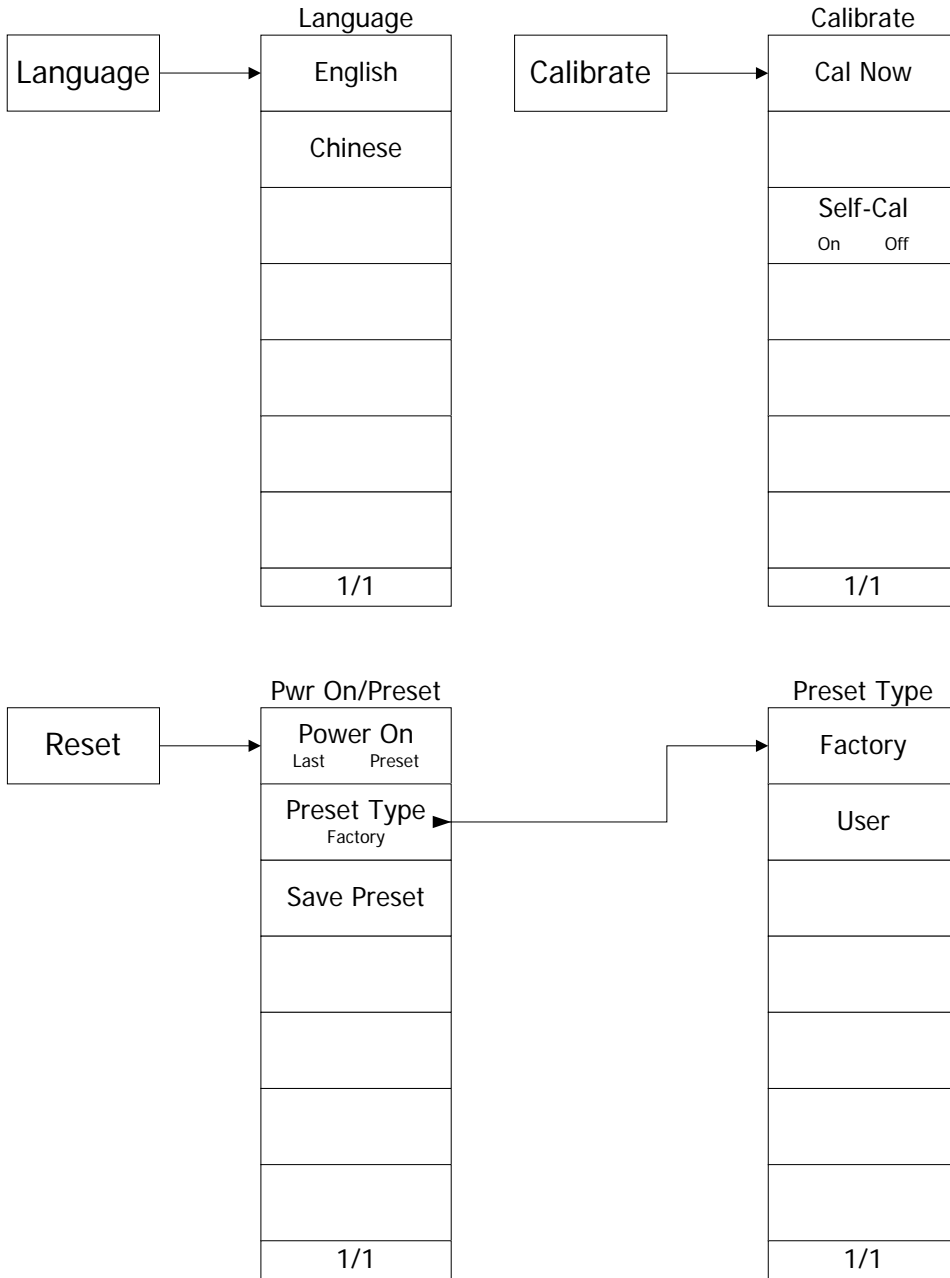 Language
Language
English
Chinese
1/1
Calibrate
Calibrate
Cal Now
Self-Cal
On Off
1/1
Reset
Pwr On/Preset
Power On
Last Preset
Preset Type
Factory
Save Preset
1/1
Preset Type
Factory
User
1/1